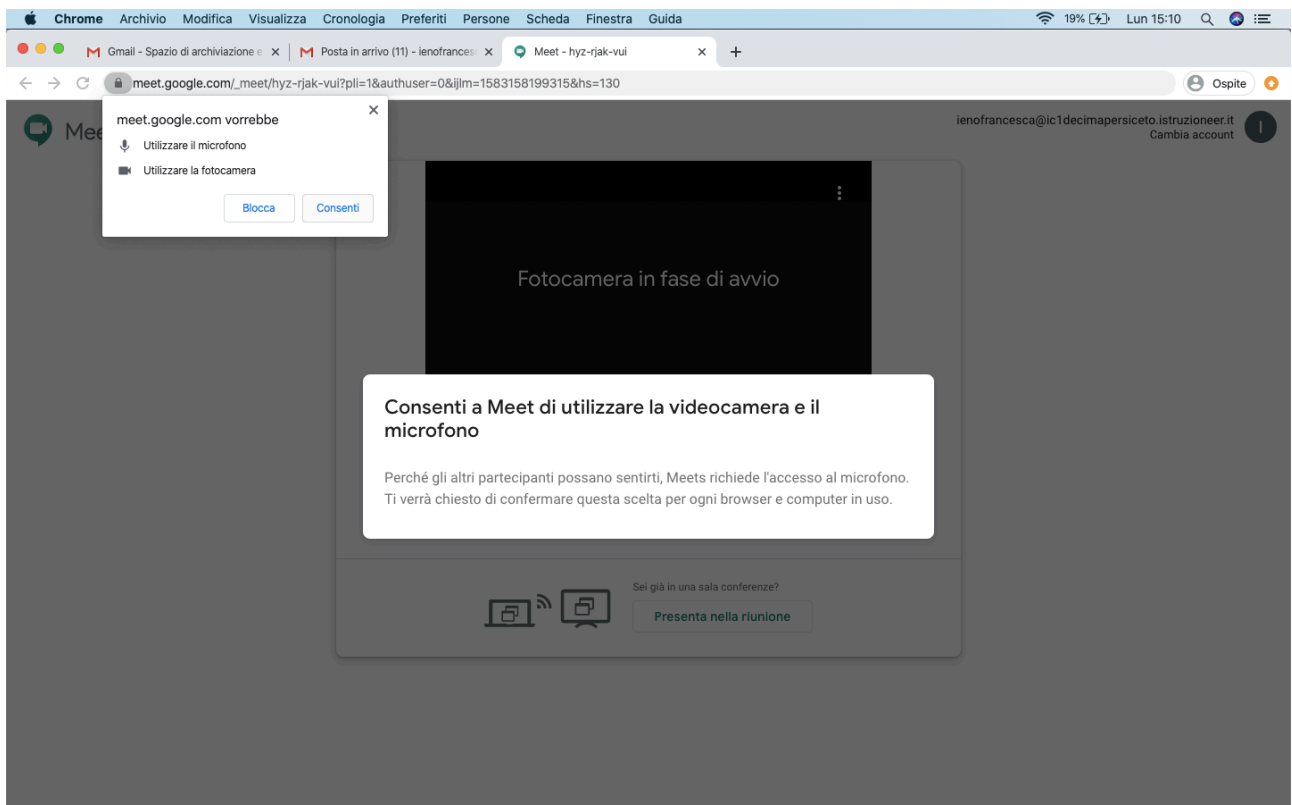 Chrome Archivio Modifica Visualizza Cronologia Preferiti Persone Scheda Finestra Guida 19% Lun 15:10
Gmail - Spazio di archiviazione e Posta in arrivo (11) - ienofrances Meet - hyz-rjak-vui
meet.google.com/_meet/hyz-rjak-vui?pli=1&authuser=0&ijlm=1583158199315&hs=130 Ospite
meet.google.com vorrebbe
Utilizzare il microfono
Utilizzare la fotocamera
Blocca Consenti
Mee
ienofrancesca@ic1decimapersiceto.istruzioneer.it
Cambia account
I
Fotocamera in fase di avvio
Consenti a Meet di utilizzare la videocamera e il
microfono
Perché gli altri partecipanti possano sentirti, Meets richiede l'accesso al microfono.
Ti verrà chiesto di confermare questa scelta per ogni browser e computer in uso.
Sei già in una sala conferenze?
Presenta nella riunione